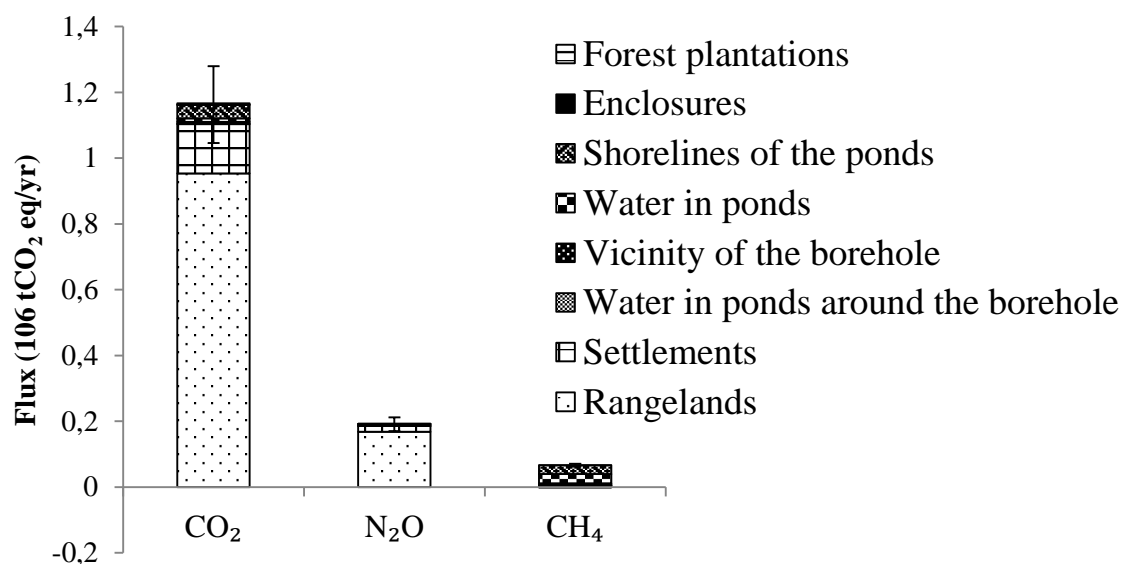 1,4
1,2
1
0,8
0,6
0,4
0,2
0
-0,2
Flux (106 tCO₂ eq/yr)
CO₂
N₂O
CH₄
Forest plantations
Enclosures
Shorelines of the ponds
Water in ponds
Vicinity of the borehole
Water in ponds around the borehole
Settlements
Rangelands